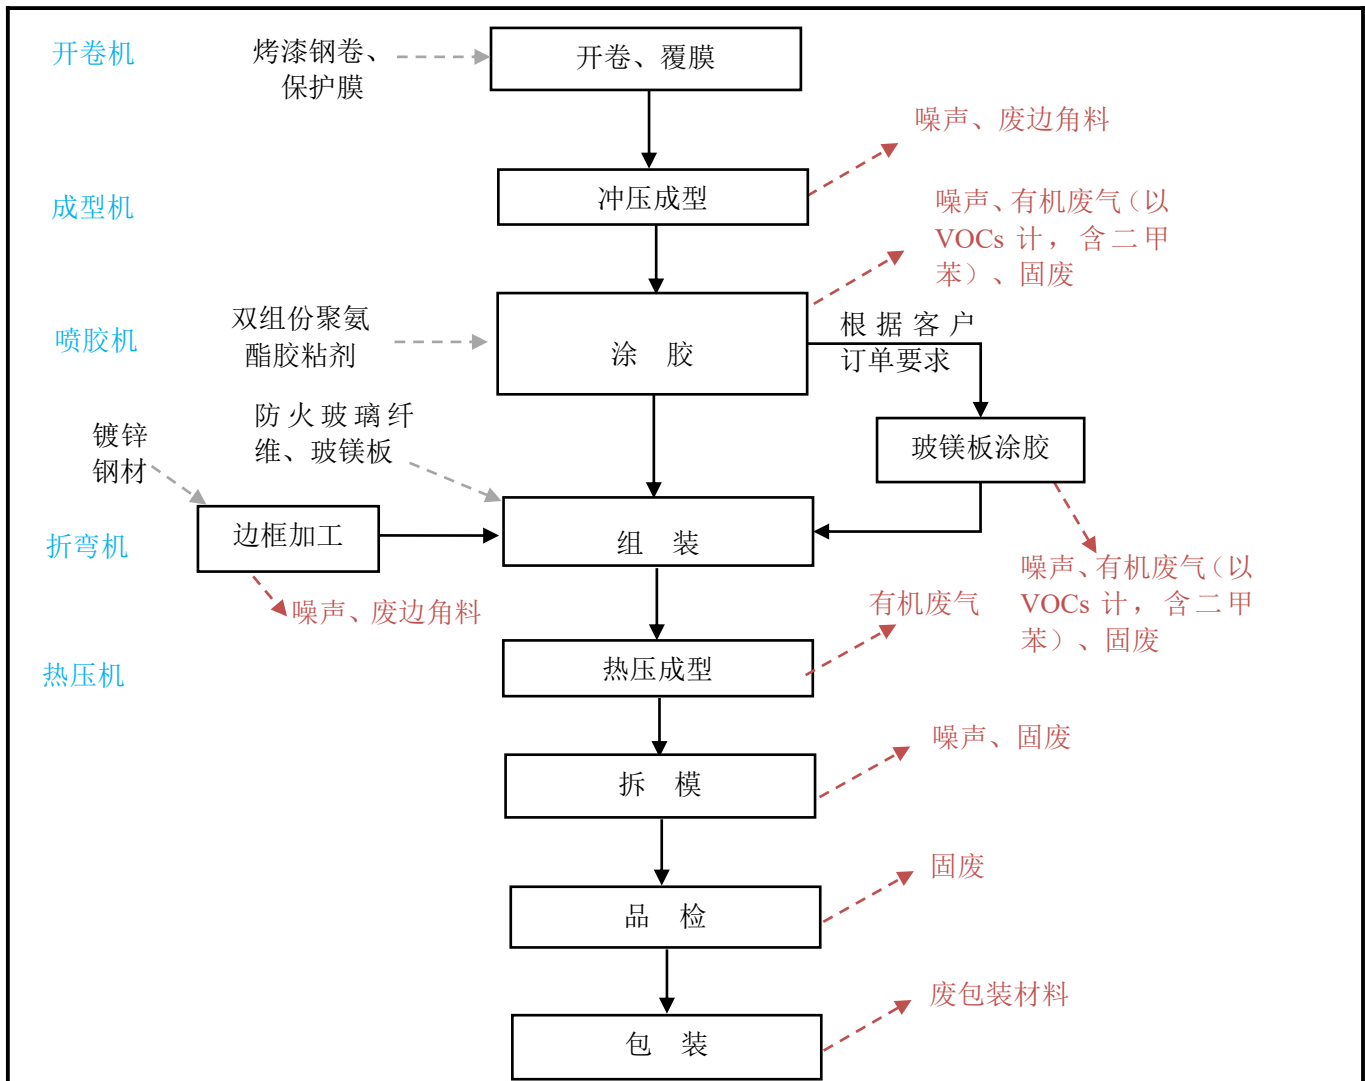 开卷机
烤漆钢卷、
保护膜
开卷、覆膜
噪声、废边角料
成型机
冲压成型
噪声、有机废气（以
VOCs 计，含二甲
苯）、固废
喷胶机
双组份聚氨
酯胶粘剂
涂 胶
根据客户
订单要求
防火玻璃纤
维、玻镁板
镀锌
钢材
玻镁板涂胶
折弯机
边框加工
组 装
噪声、有机废气（以
VOCs 计，含二甲
苯）、固废
噪声、废边角料
有机废气
热压机
热压成型
噪声、固废
拆 模
固废
品 检
废包装材料
包 装